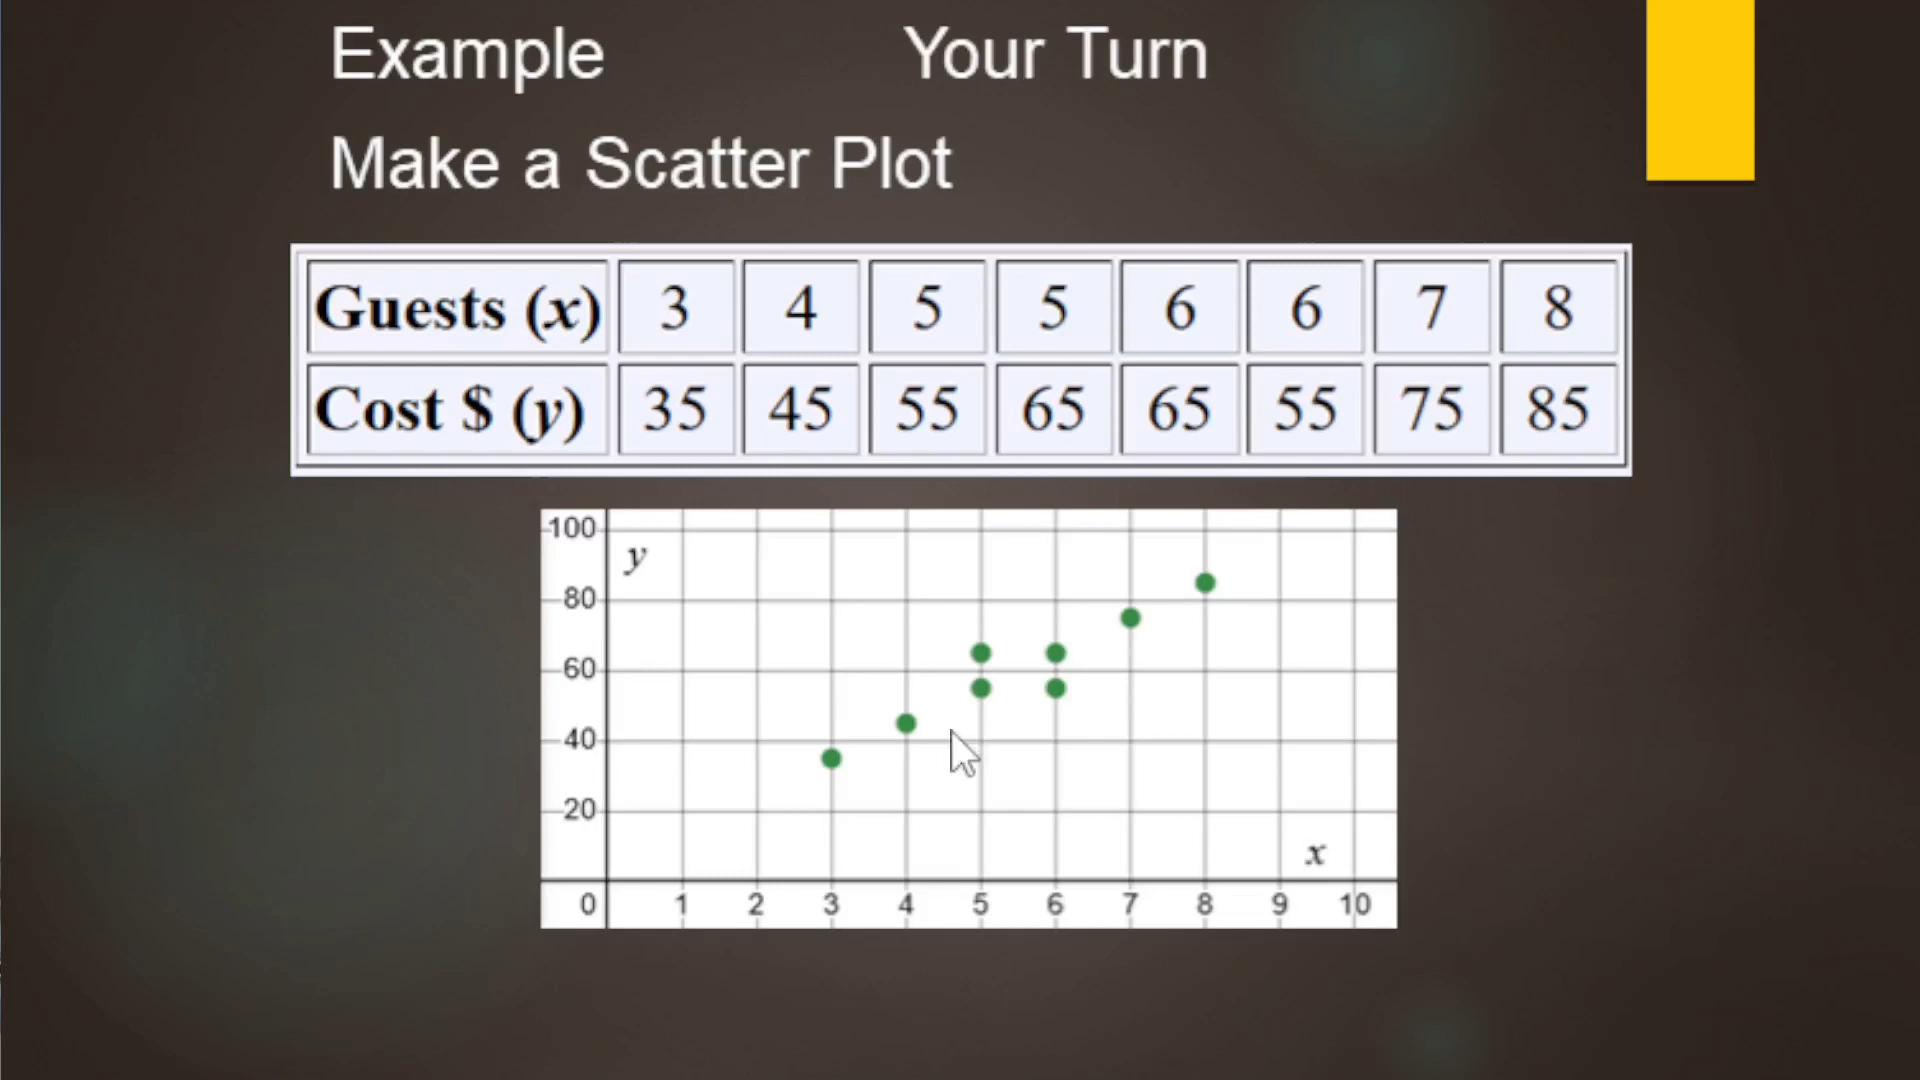 Example Your Turn
Make a Scatter Plot
Guests (x) 3 4 5 5 6 6 7 8
Cost $ (y) 35 45 55 65 65 55 75 85
100
y
80
60
40
20
x
0 1 2 3 4 5 6 7 8 9 10